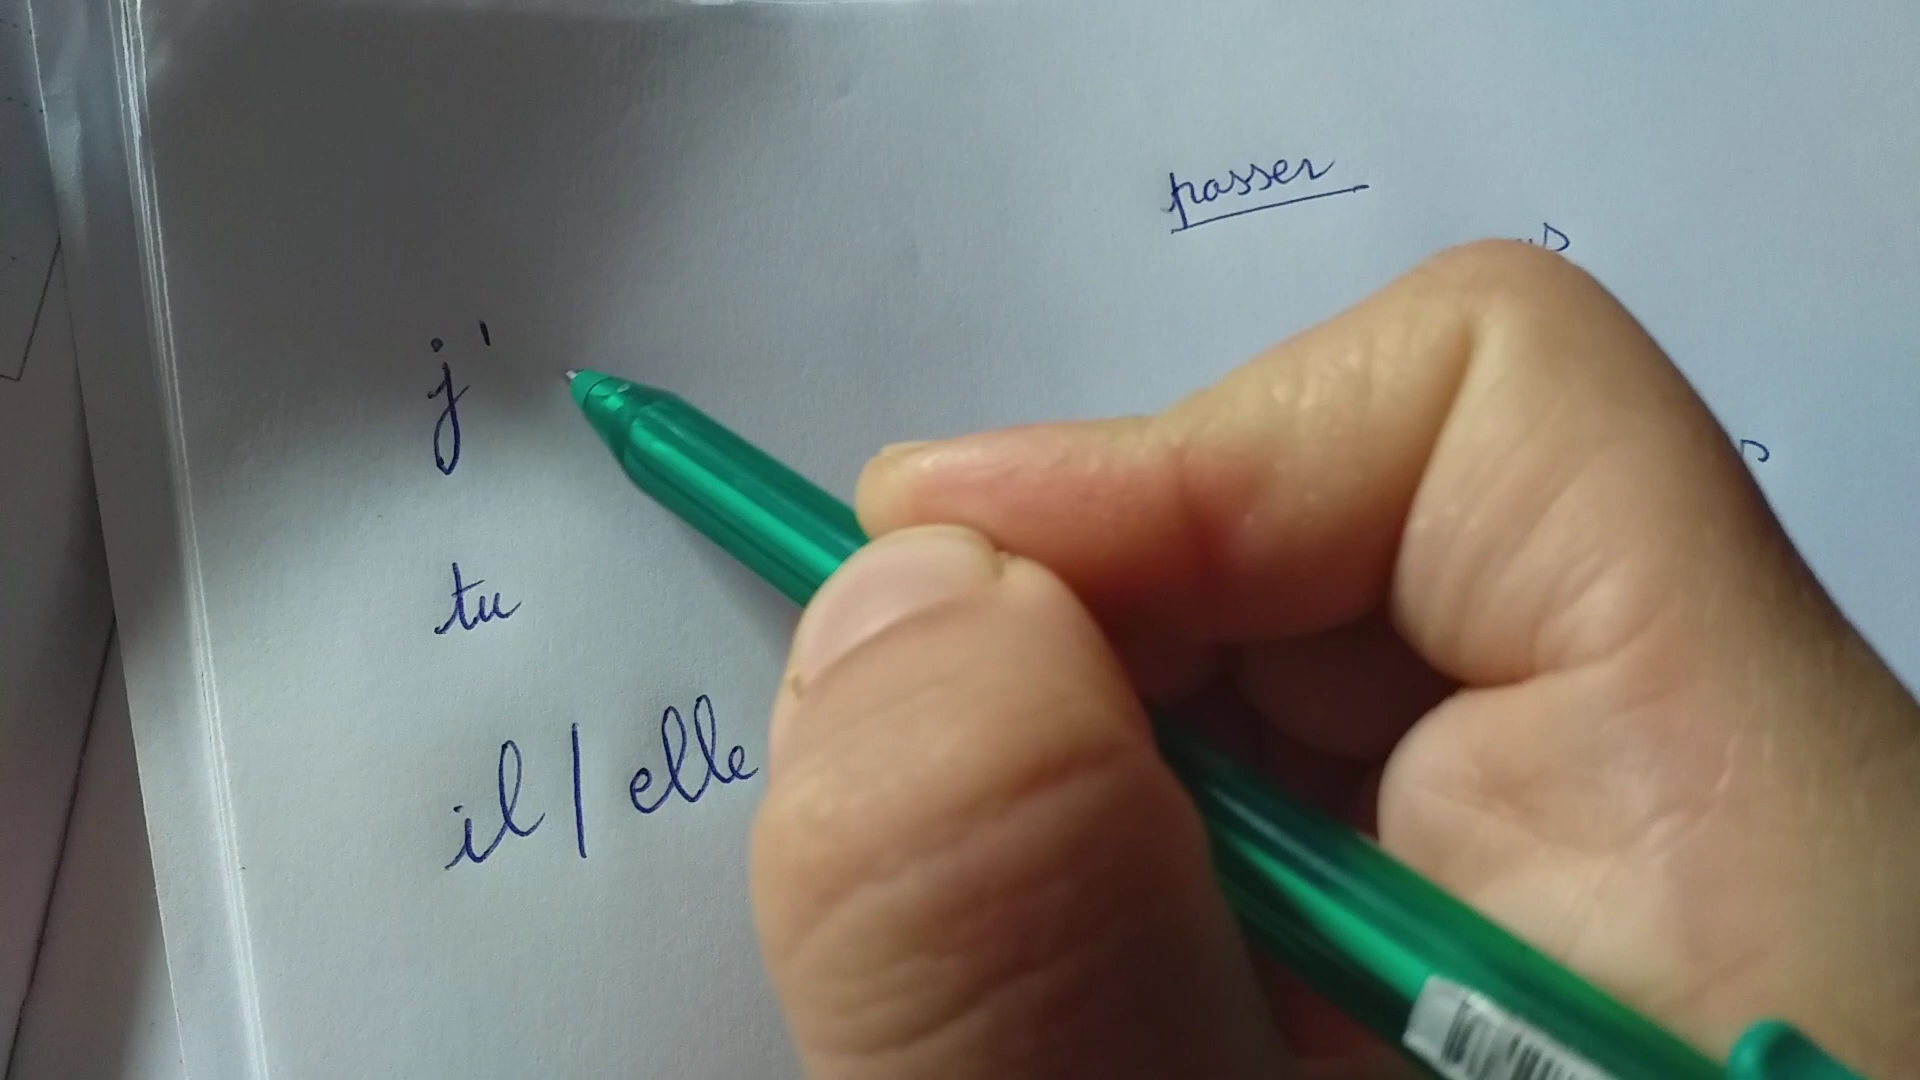 passer
j'
tu
il / elle